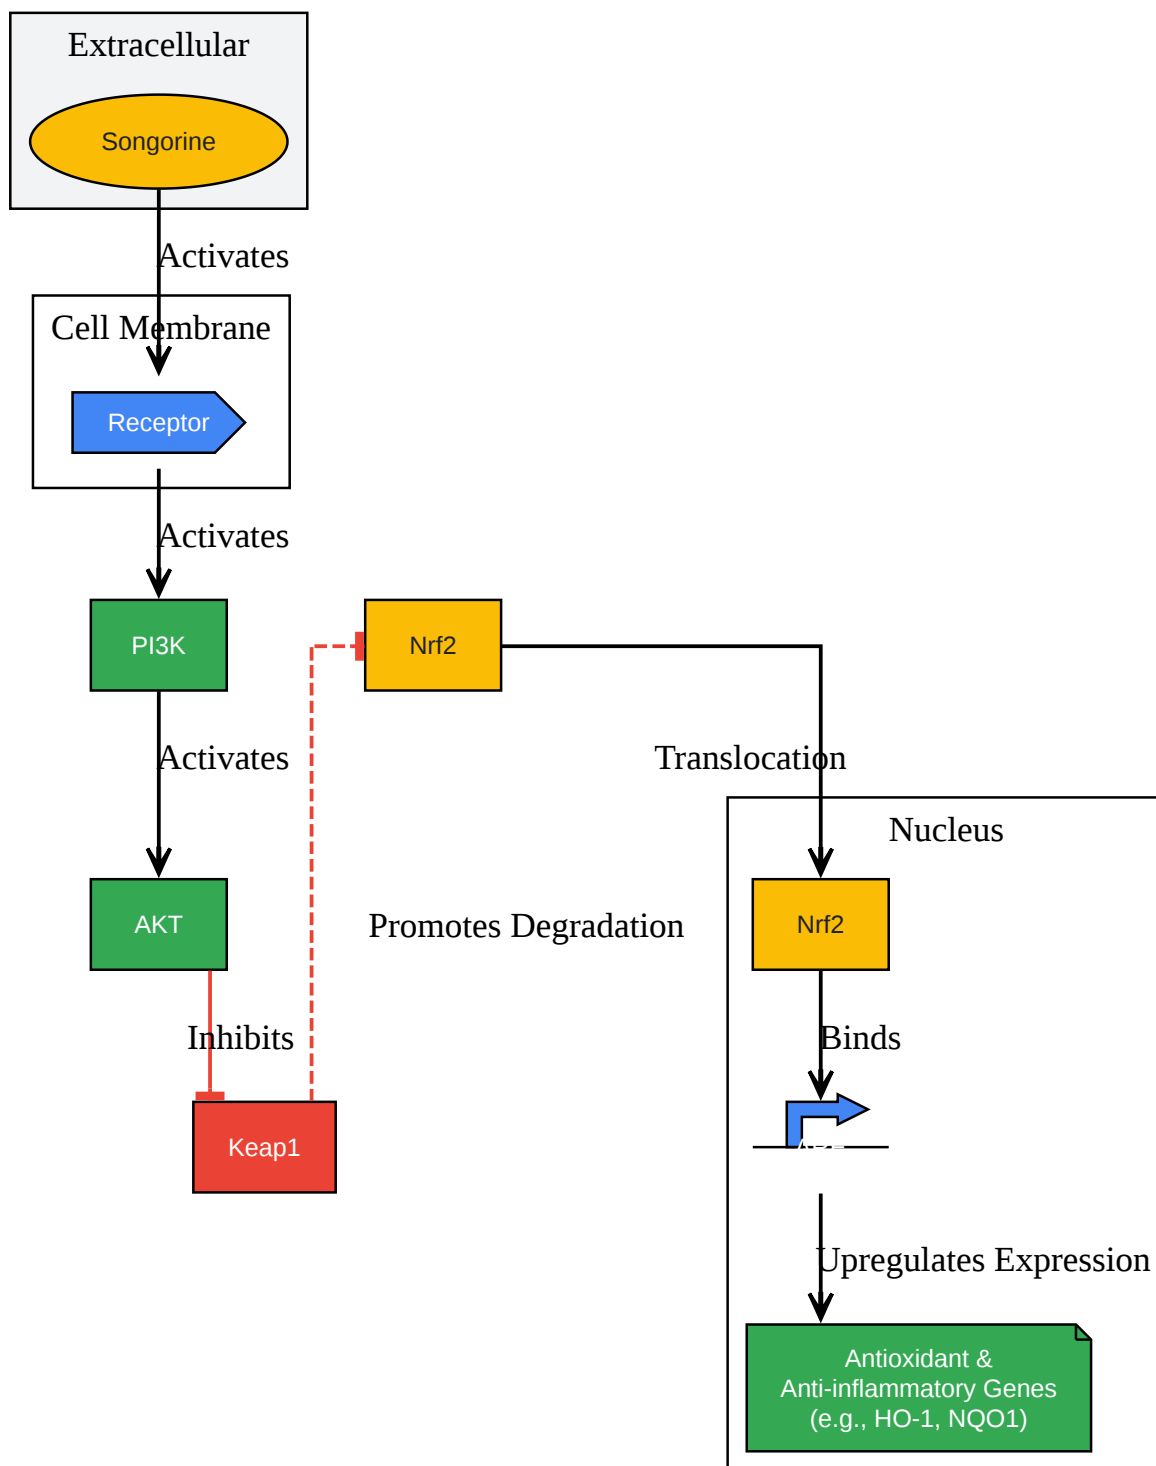 Extracellular
Songorine
Activates
Cell Membrane
Receptor
Activates
PI3K
Nrf2
Activates
Translocation
Nucleus
AKT
Promotes Degradation
Nrf2
Inhibits
Binds
Keap1
Upregulates Expression
Antioxidant &
Anti-inflammatory Genes
(e.g., HO-1, NQO1)